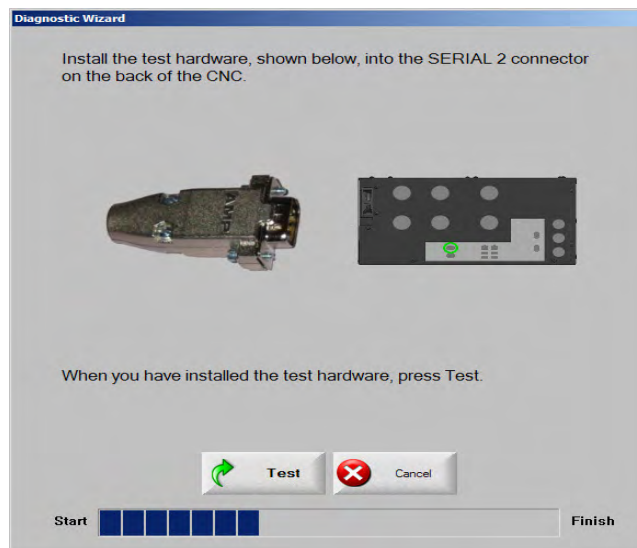 Diagnostic Wizard
Install the test hardware, shown below, into the SERIAL 2 connector
on the back of the CNC.
AMP
When you have installed the test hardware, press Test.
Test
Cancel
Start
Finish